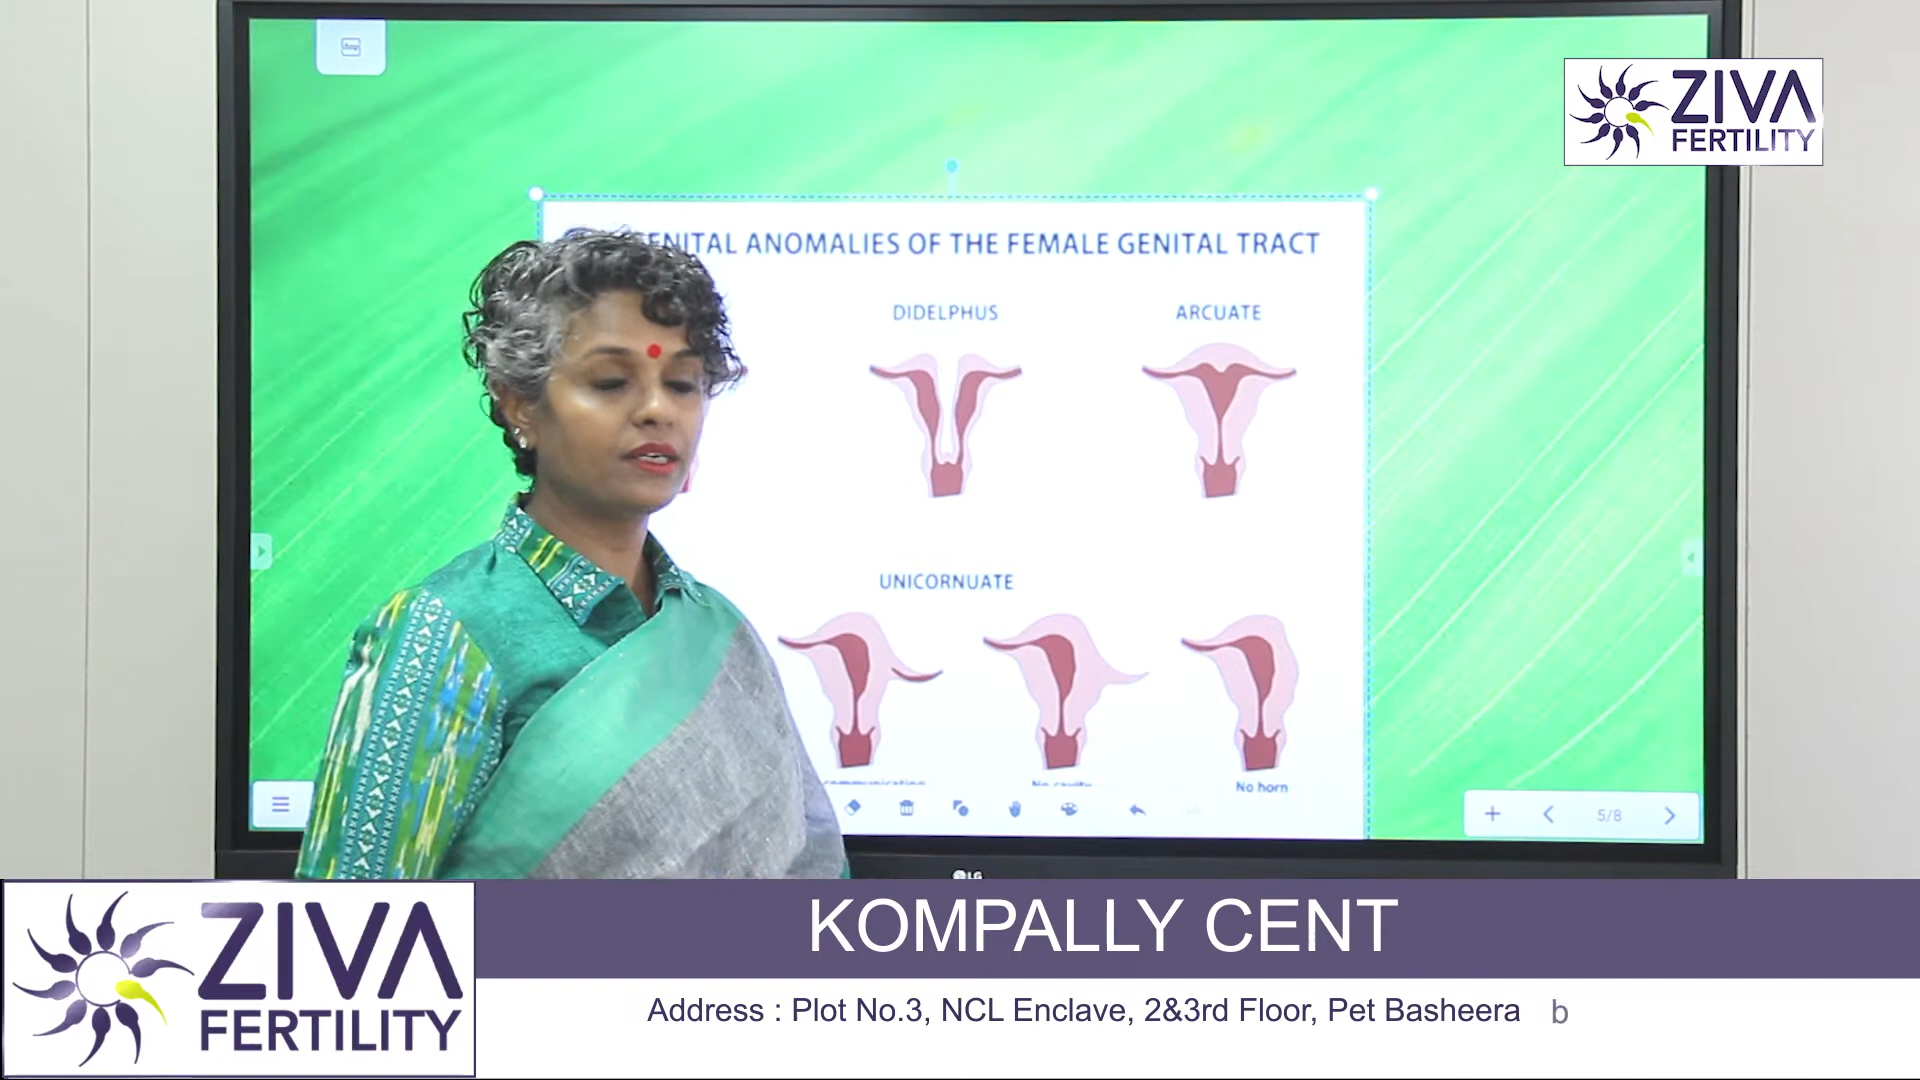 ZIVA
FERTILITY
GENITAL ANOMALIES OF THE FEMALE GENITAL TRACT
DIDELPHUS
ARCUATE
UNICORNUATE
No horn
5/8
LG
ZIVA
FERTILITY
KOMPALLY CENT
Address : Plot No.3, NCL Enclave, 2&3rd Floor, Pet Basheera b